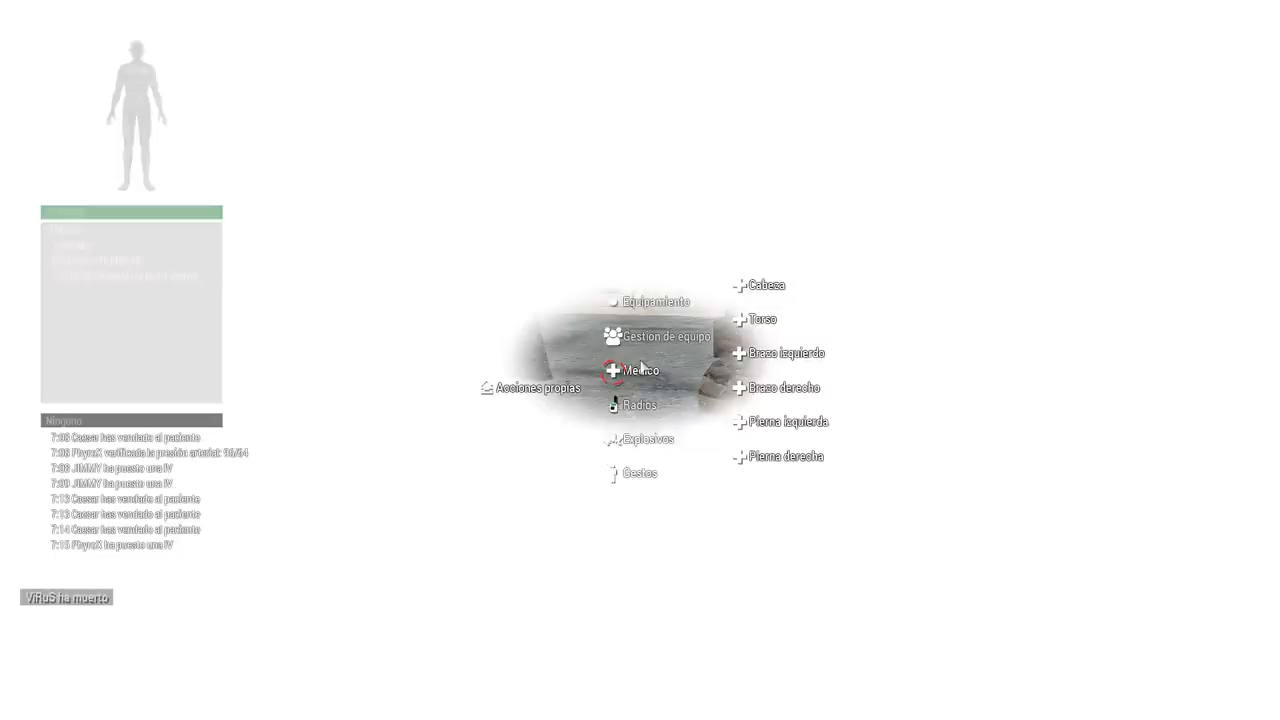 Ninguno
7:08 Caesar has vendado al paciente
7:08 PhyroX verificada la presión arterial: 96/64
7:08 JIMMY ha puesto una IV
7:09 JIMMY ha puesto una IV
7:13 Caesar has vendado al paciente
7:13 Caesar has vendado al paciente
7:14 Caesar has vendado al paciente
7:15 PhyroX ha puesto una IV
ViRuS ha muerto
Acciones propias
Equipamiento
Gestión de equipo
Médico
Radios
Explosivos
Gestos
Cabeza
Torso
Brazo izquierdo
Brazo derecho
Pierna izquierda
Pierna derecha